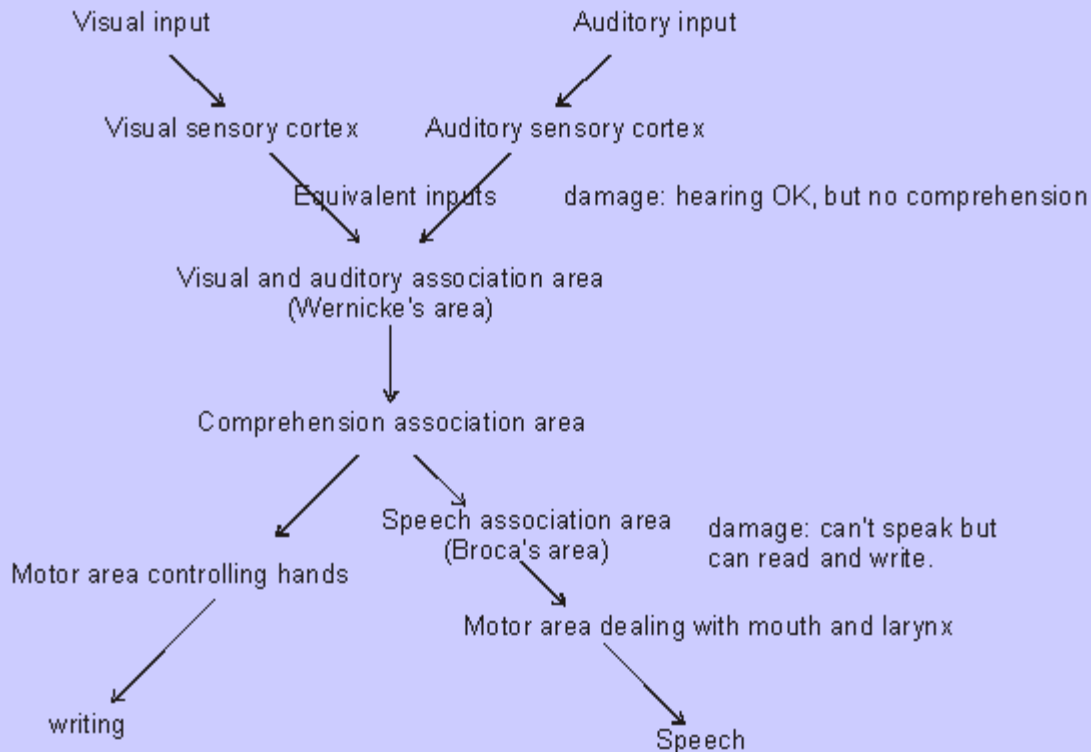 Visual input
Auditory input
Visual sensory cortex
Auditory sensory cortex
Equivalent inputs
damage: hearing OK, but no comprehension
Visual and auditory association area
(Wernicke's area)
Comprehension association area
Speech association area
(Broca's area)
damage: can't speak but
can read and write.
Motor area controlling hands
Motor area dealing with mouth and larynx
writing
Speech